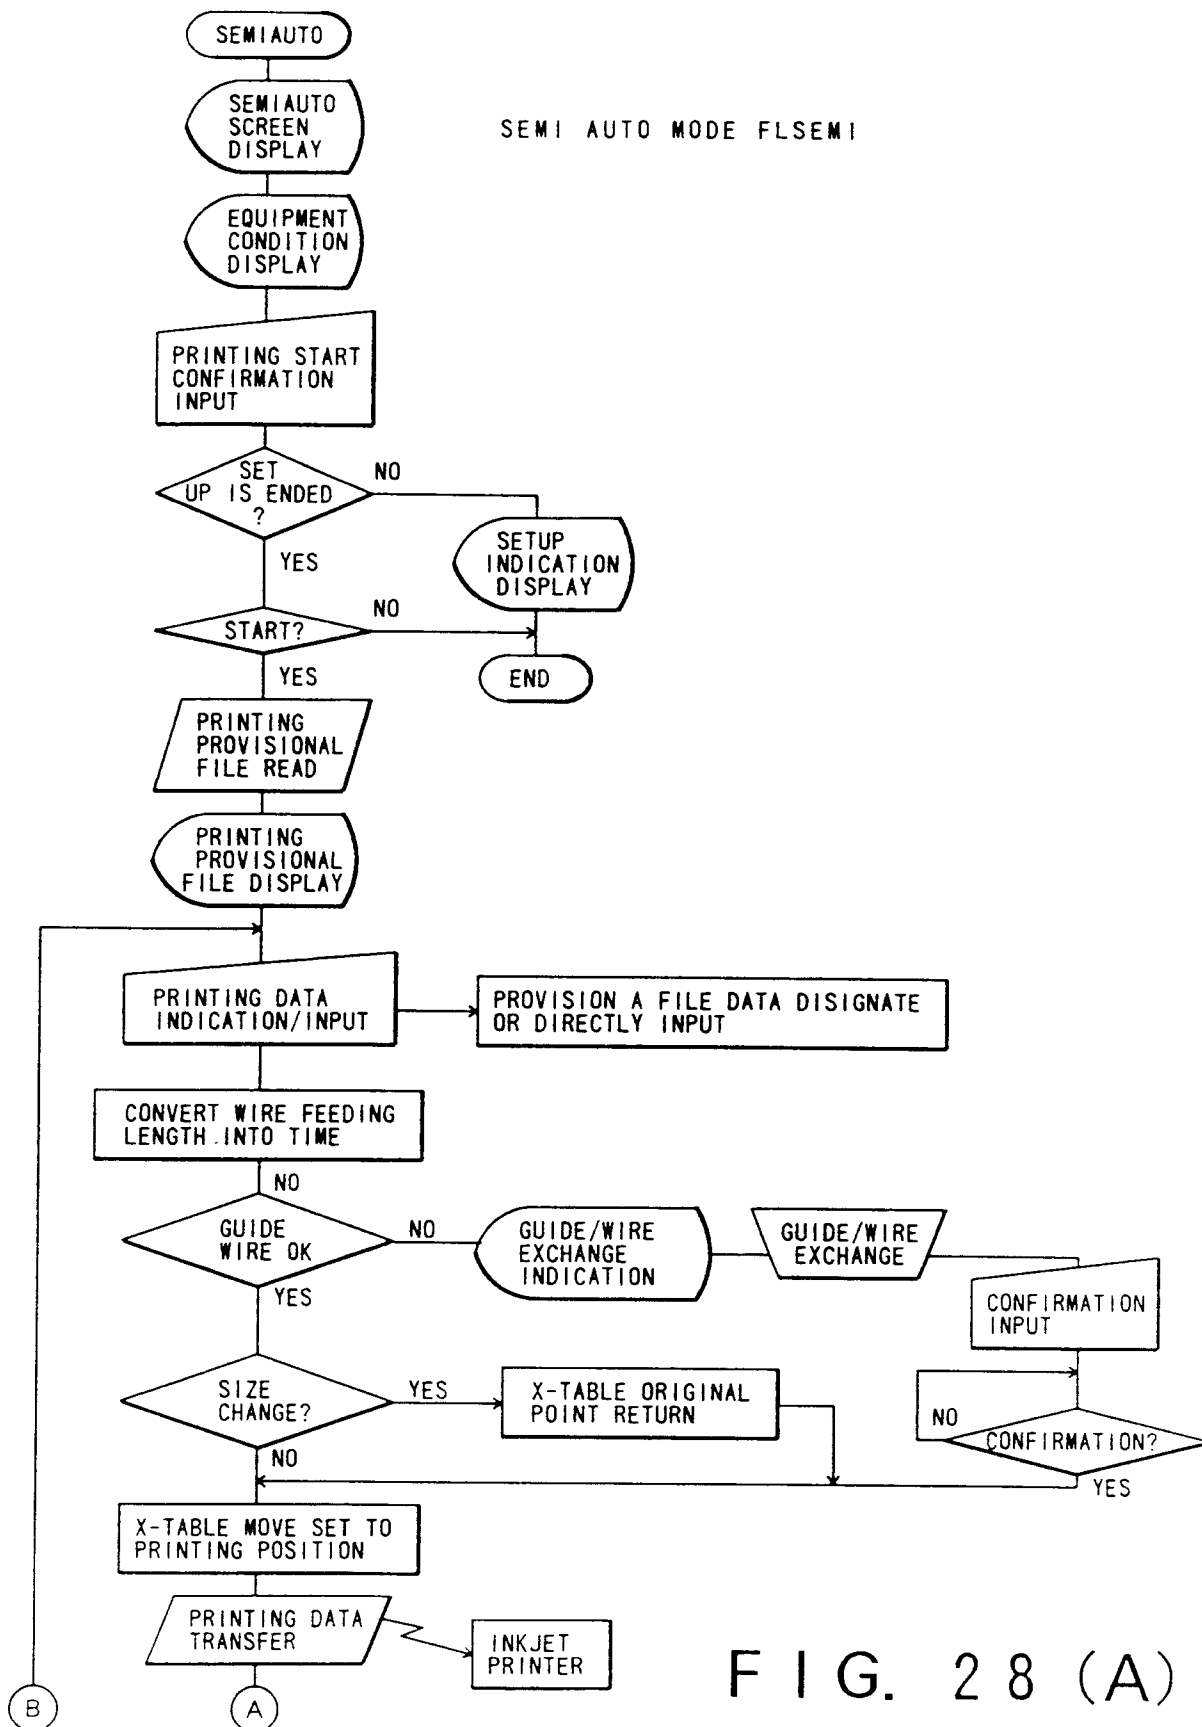 SEMIAUTO
SEMIAUTO
SCREEN
DISPLAY
SEMI AUTO MODE FLSEMI
EQUIPMENT
CONDITION
DISPLAY
PRINTING START
CONFIRMATION
INPUT
SET
UP IS ENDED
?
NO
YES
SETUP
INDICATION
DISPLAY
START?
NO
YES
END
PRINTING
PROVISIONAL
FILE READ
PRINTING
PROVISIONAL
FILE DISPLAY
PRINTING DATA
INDICATION/INPUT
PROVISION A FILE DATA DISIGNATE
OR DIRECTLY INPUT
CONVERT WIRE FEEDING
LENGTH INTO TIME
NO
GUIDE
WIRE OK
NO
YES
GUIDE/WIRE
EXCHANGE
INDICATION
GUIDE/WIRE
EXCHANGE
CONFIRMATION
INPUT
SIZE
CHANGE?
YES
NO
X-TABLE ORIGINAL
POINT RETURN
NO
CONFIRMATION?
YES
X-TABLE MOVE SET TO
PRINTING POSITION
PRINTING DATA
TRANSFER
INKJET
PRINTER
B
A
FIG. 28 (A)